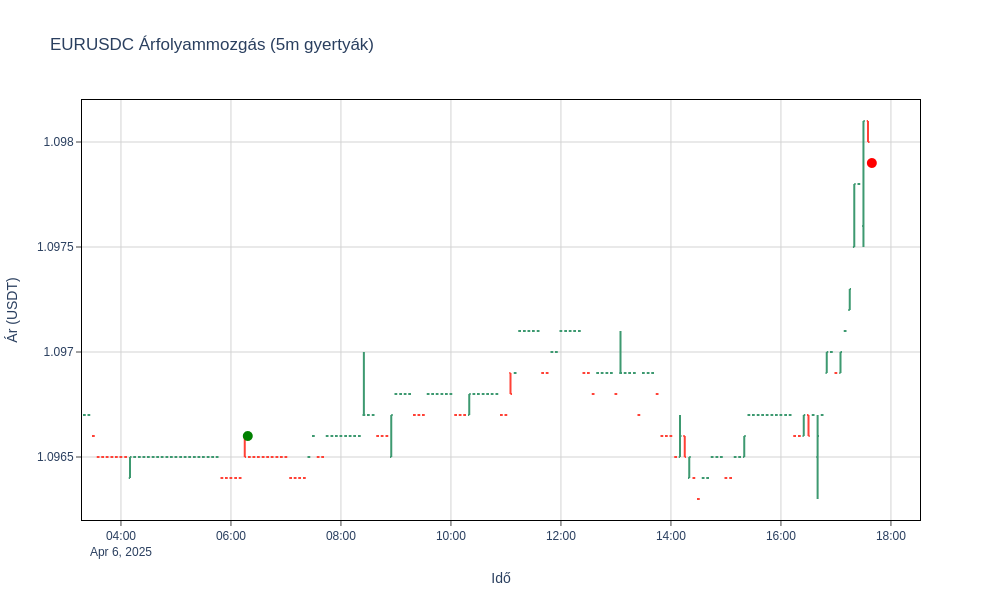 EURUSDC Árfolyammozgás (5m gyertyák)
1.098
1.0975
1.097
1.0965
Ár (USDT)
04:00 06:00 08:00 10:00 12:00 14:00 16:00 18:00
Apr 6, 2025
Idő